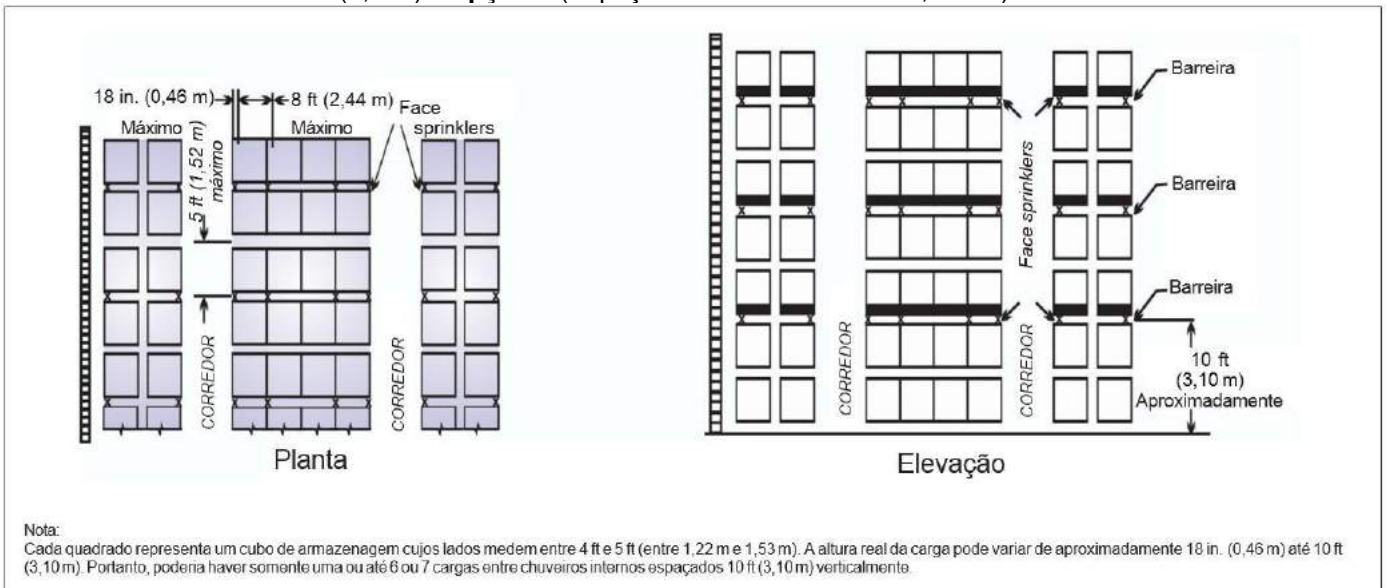 18 in. (0,46 m)
8 ft (2,44 m)
Face
Máximo
Máximo
sprinklers
5 ft (1,52 m)
máximo
CORREDOR
CORREDOR
Planta
Barreira
Barreira
Face sprinklers
Barreira
CORREDOR
CORREDOR
10 ft
(3,10 m)
Aproximadamente
Elevação
Nota:
Cada quadrado representa um cubo de armazenagem cujos lados medem entre 4 ft e 5 ft (entre 1,22 m e 1,53 m). A altura real da carga pode variar de aproximadamente 18 in. (0,46 m) até 10 ft
(3,10 m). Portanto, poderia haver somente uma ou até 6 ou 7 cargas entre chuveiros internos espaçados 10 ft (3,10 m) verticalmente.